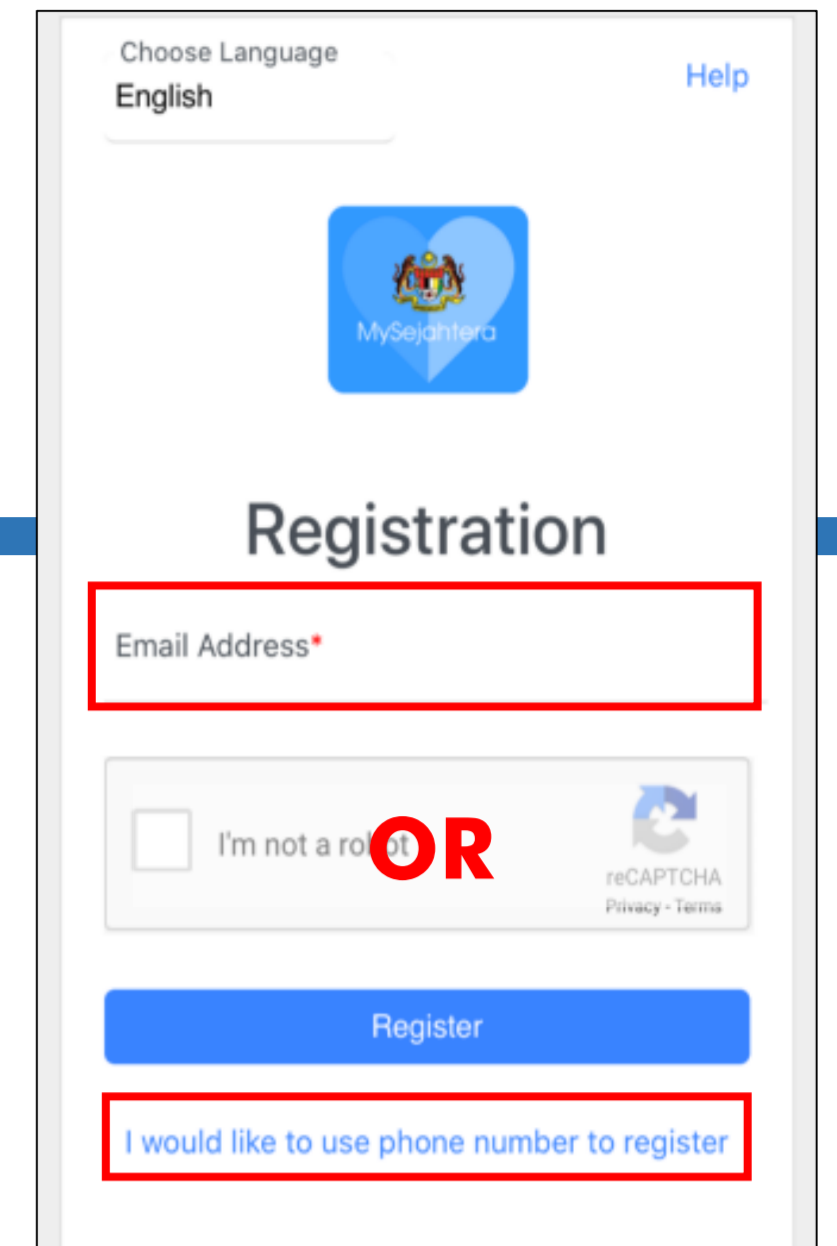 Choose Language
English
Help
MySejahtera
Registration
Email Address*
I'm not a robot
OR
reCAPTCHA
Privacy - Terms
Register
I would like to use phone number to register